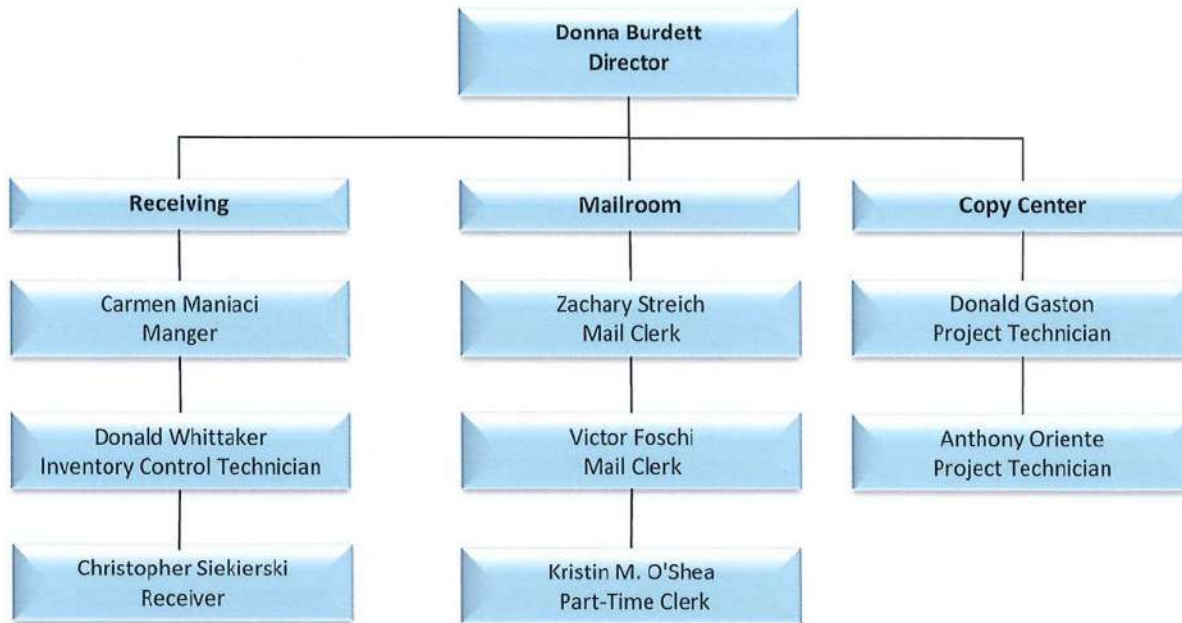 Donna Burdett
Director
Receiving
Mailroom
Copy Center
Carmen Maniaci
Manger
Zachary Streich
Mail Clerk
Donald Gaston
Project Technician
Donald Whittaker
Inventory Control Technician
Victor Foschi
Mail Clerk
Anthony Oriente
Project Technician
Christopher Siekierski
Receiver
Kristin M. O'Shea
Part-Time Clerk